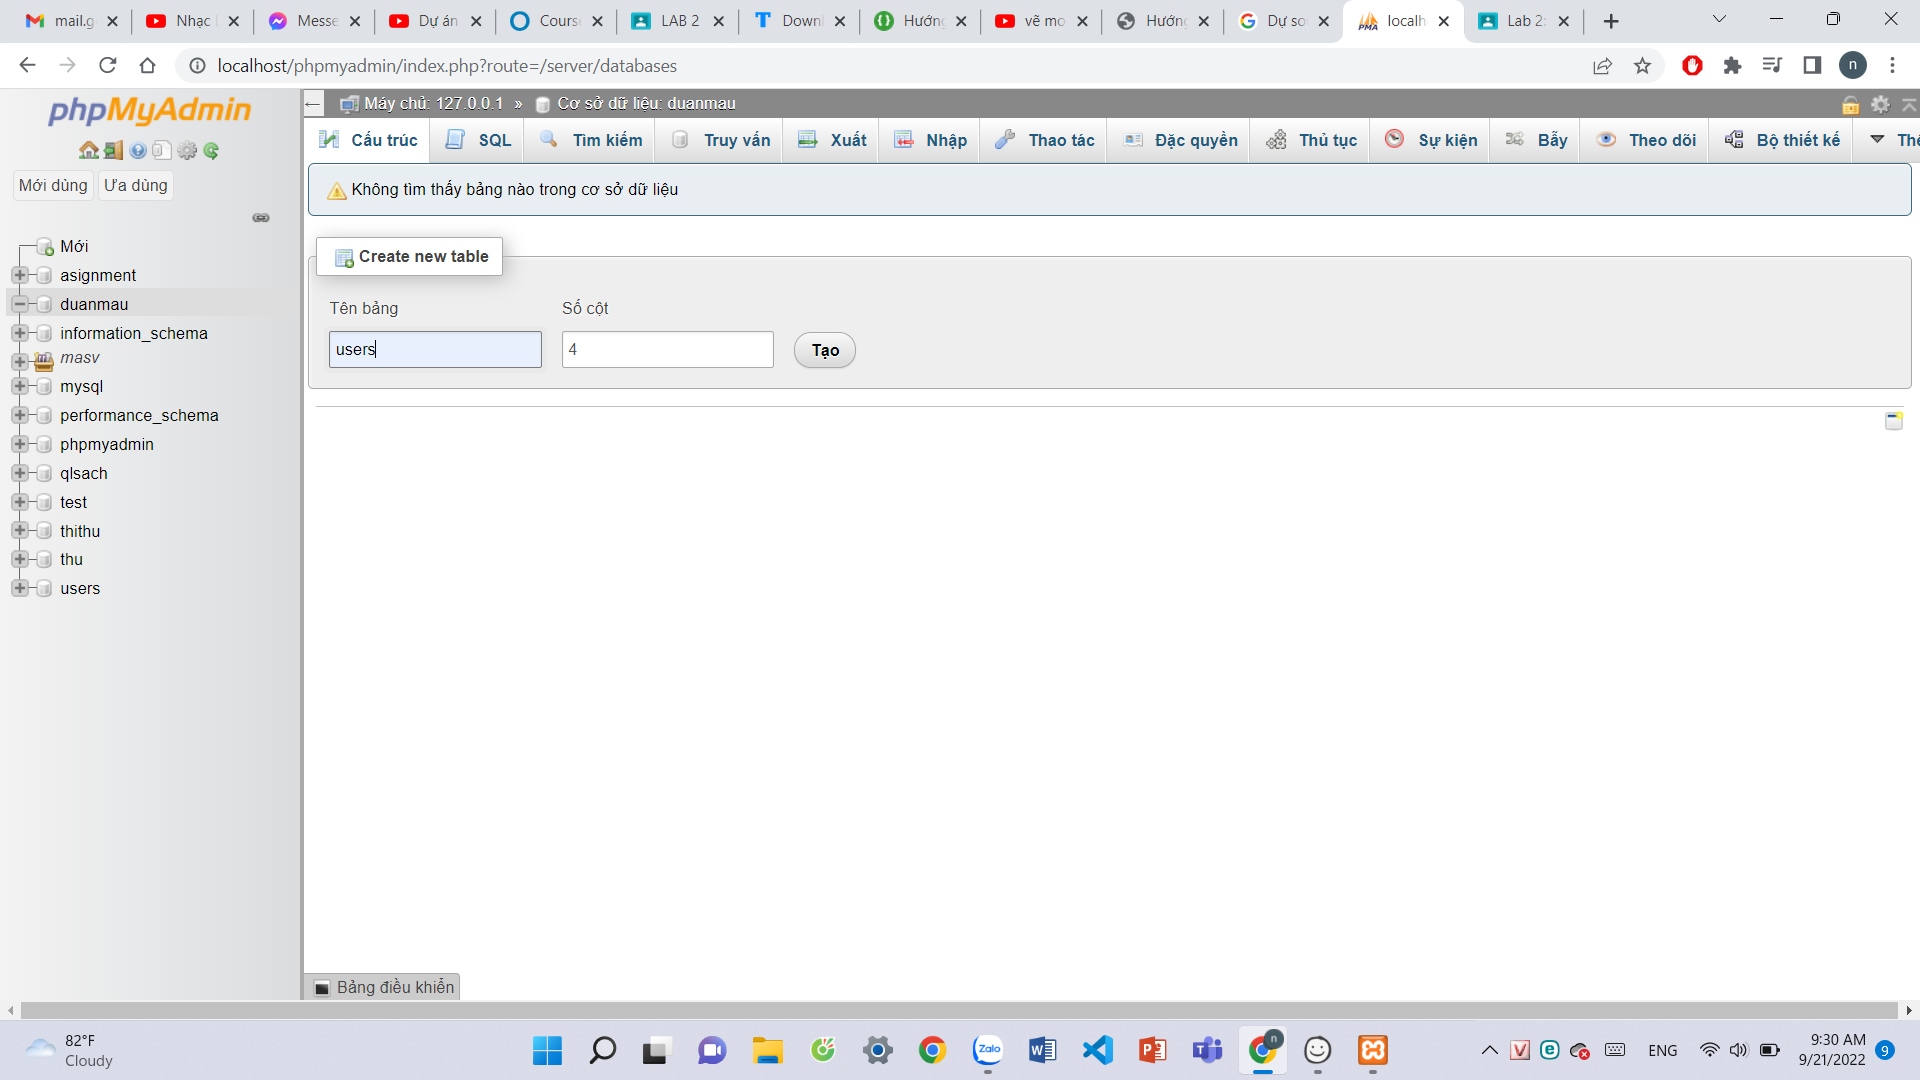 mail.g
Nhạc
Messe
Dự án
Cours
LAB 2
Downl
Hướng
vẽ mo
Hướng
Dự so
localh
Lab 2:
localhost/phpmyadmin/index.php?route=/server/databases
n
phpMyAdmin
Mới dùng Ưa dùng
Mới
asignment
duanmau
information_schema
masv
mysql
performance_schema
phpmyadmin
qlsach
test
thithu
thu
users
Máy chủ: 127.0.0.1 » Cơ sở dữ liệu: duanmau
Cấu trúc SQL Tìm kiếm Truy vấn Xuất Nhập Thao tác Đặc quyền Thủ tục Sự kiện Bẫy Theo dõi Bộ thiết kế Thê
Không tìm thấy bảng nào trong cơ sở dữ liệu
Create new table
Tên bảng Số cột
users 4 Tạo
Bảng điều khiển
82°F
Cloudy
Zalo
n
ENG
9:30 AM
9/21/2022
9